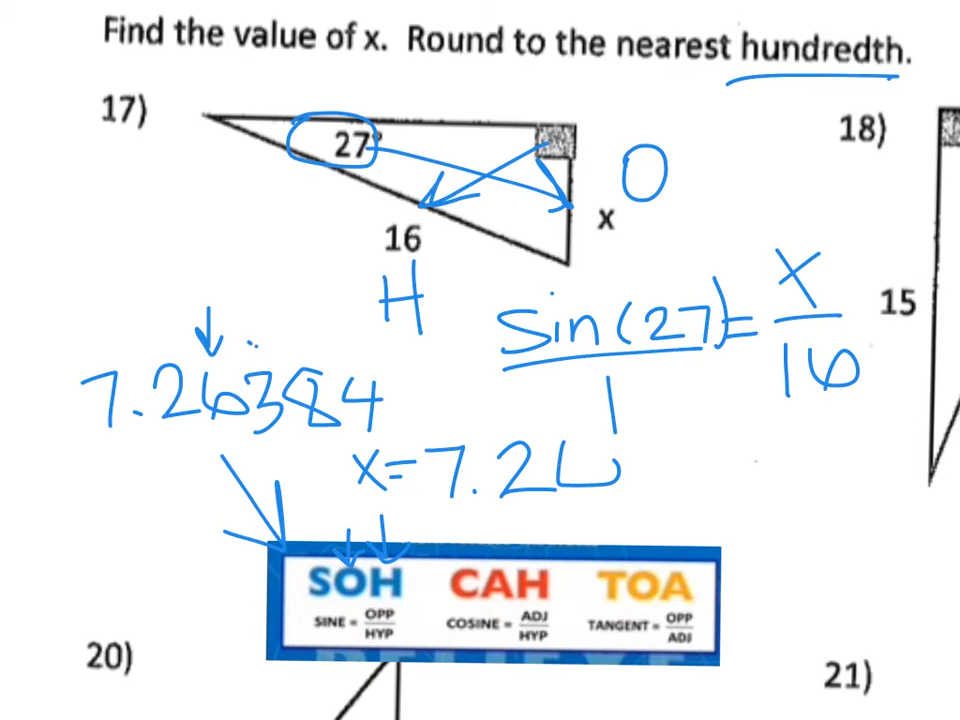 Find the value of x. Round to the nearest hundredth.
17)
27°
18)
O
x
16
H
sin(27) = x/16
1
15
7.26384
x=7.2
SOH CAH TOA
SINE = OPP/HYP COSINE = ADJ/HYP TANGENT = OPP/ADJ
20)
21)